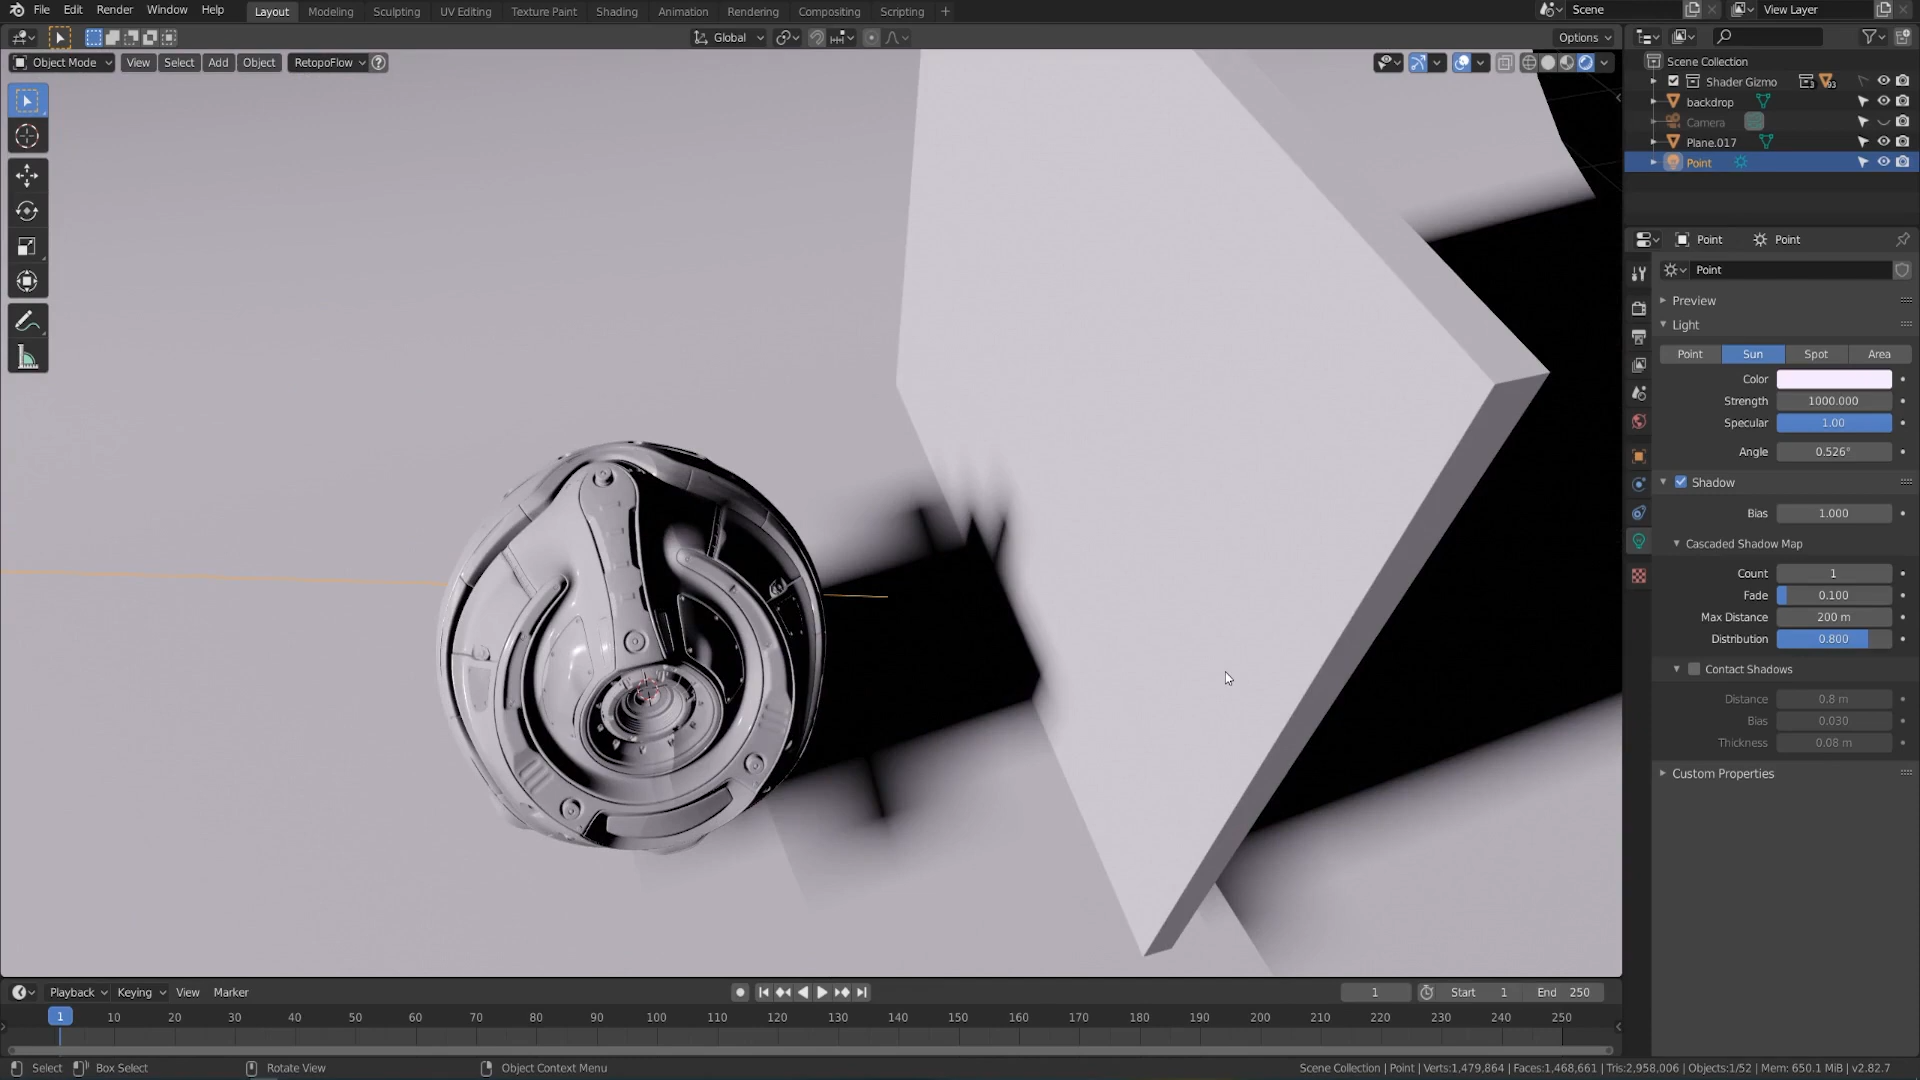 File Edit Render Window Help Layout Modeling Sculpting UV Editing Texture Paint Shading Animation Rendering Compositing Scripting + Scene View Layer
Global Options
Object Mode View Select Add Object RetopoFlow ?
Scene Collection
Shader Gizmo 3 93
backdrop
Camera
Plane.017
Point
Point Point
Point
Preview
Light
Point Sun Spot Area
Color
Strength 1000.000
Specular 1.00
Angle 0.526°
Shadow
Bias 1.000
Cascaded Shadow Map
Count 1
Fade 0.100
Max Distance 200 m
Distribution 0.800
Contact Shadows
Distance 0.8 m
Bias 0.030
Thickness 0.08 m
Custom Properties
Playback Keying View Marker 1 Start 1 End 250
1 10 20 30 40 50 60 70 80 90 100 110 120 130 140 150 160 170 180 190 200 210 220 230 240 250
Select Box Select Rotate View Object Context Menu Scene Collection | Point | Verts:1,479,864 | Faces:1,468,661 | Tris:2,958,006 | Objects:1/52 | Mem: 650.1 MiB | v2.82.7